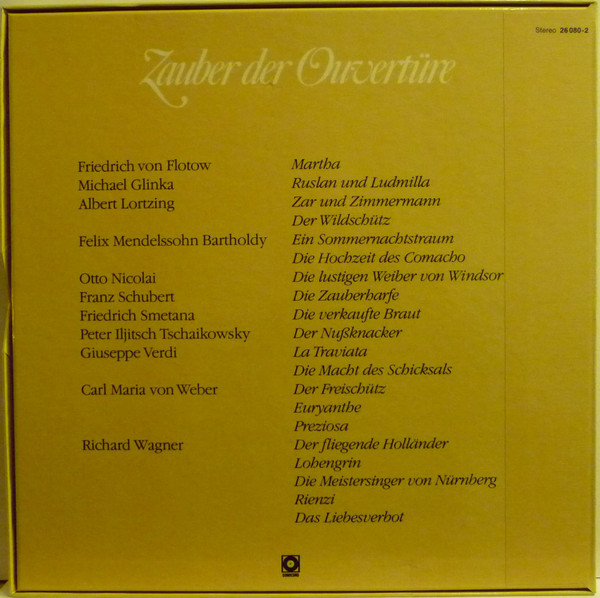 Stereo 26 080-2
Zauber der Ouvertüre
Friedrich von Flotow Martha
Michael Glinka Ruslan und Ludmilla
Albert Lortzing Zar und Zimmermann
Der Wildschütz
Felix Mendelssohn Bartholdy Ein Sommernachtstraum
Die Hochzeit des Comacho
Otto Nicolai Die lustigen Weiber von Windsor
Franz Schubert Die Zauberharfe
Friedrich Smetana Die verkaufte Braut
Peter Iljitsch Tschaikowsky Der Nußknacker
Giuseppe Verdi La Traviata
Die Macht des Schicksals
Carl Maria von Weber Der Freischütz
Euryanthe
Preziosa
Richard Wagner Der fliegende Holländer
Lohengrin
Die Meistersinger von Nürnberg
Rienzi
Das Liebesverbot